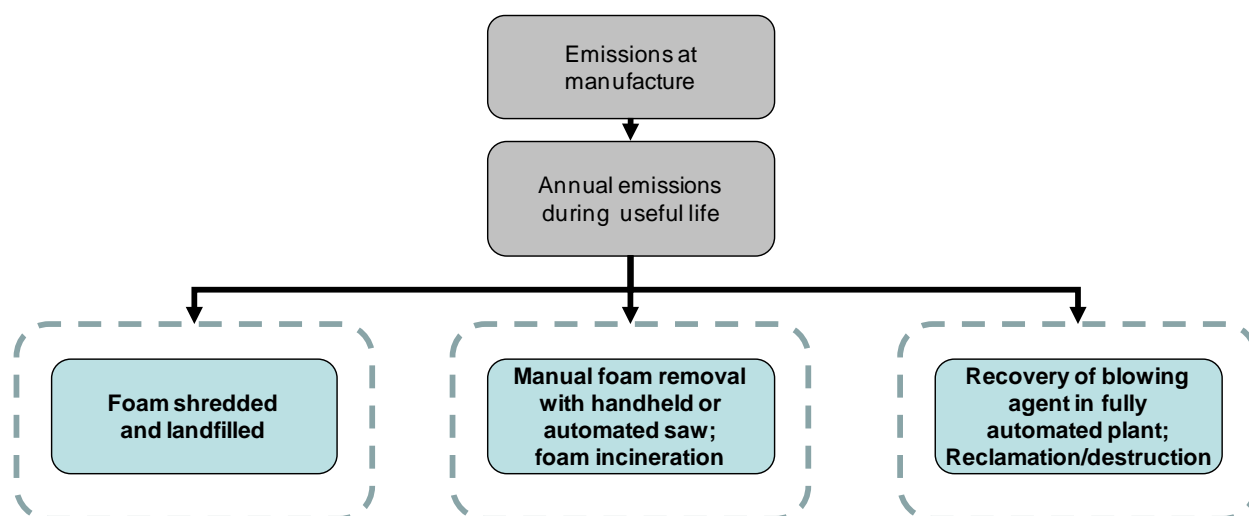 Emissions at
manufacture
Annual emissions
during useful life
Foam shredded
and landfilled
Manual foam removal
with handheld or
automated saw;
foam incineration
Recovery of blowing
agent in fully
automated plant;
Reclamation/destruction